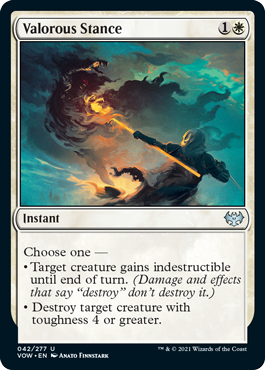 Valorous Stance 1
Instant
Choose one —
• Target creature gains indestructible
until end of turn. (Damage and effects
that say “destroy” don’t destroy it.)
• Destroy target creature with
toughness 4 or greater.
042/277 U
VOW • EN ANATO FINNSTARK
™ & © 2021 Wizards of the Coast